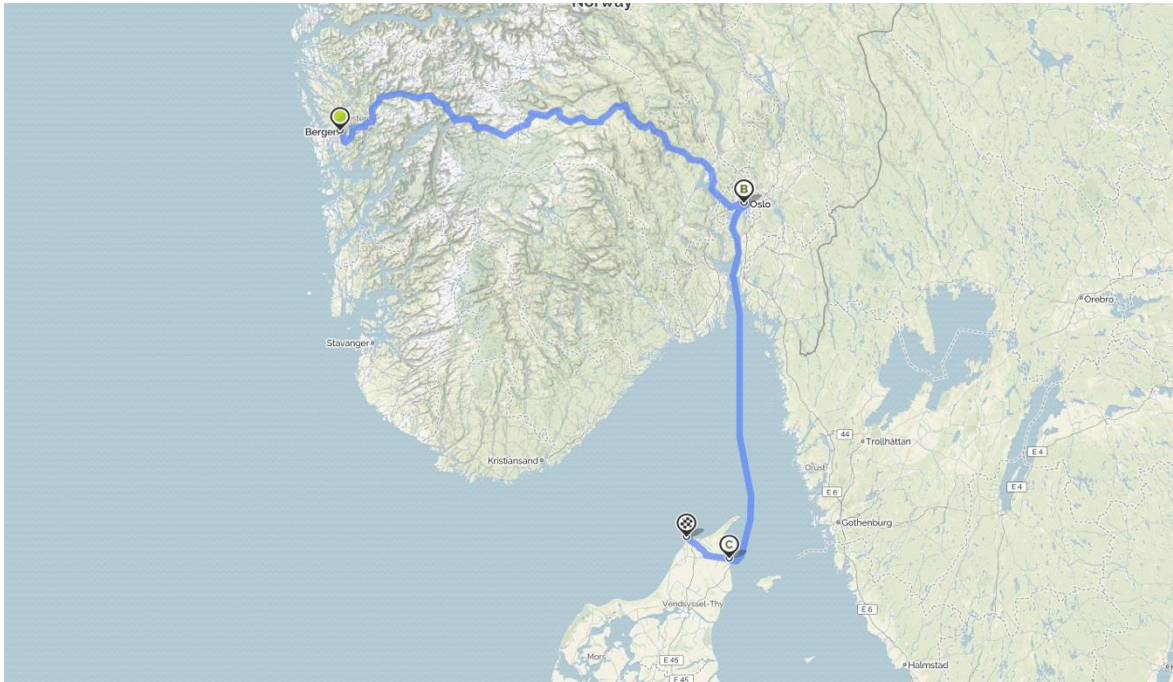 Norway
Bergen
B
Oslo
Örebro
Stavanger
44
Trollhättan
E 4
Kristiansand
Orust
E 4
E 6
Gothenburg
C
Vendsyssel-Thy
E 6
Mors
E 45
Halmstad
E 45